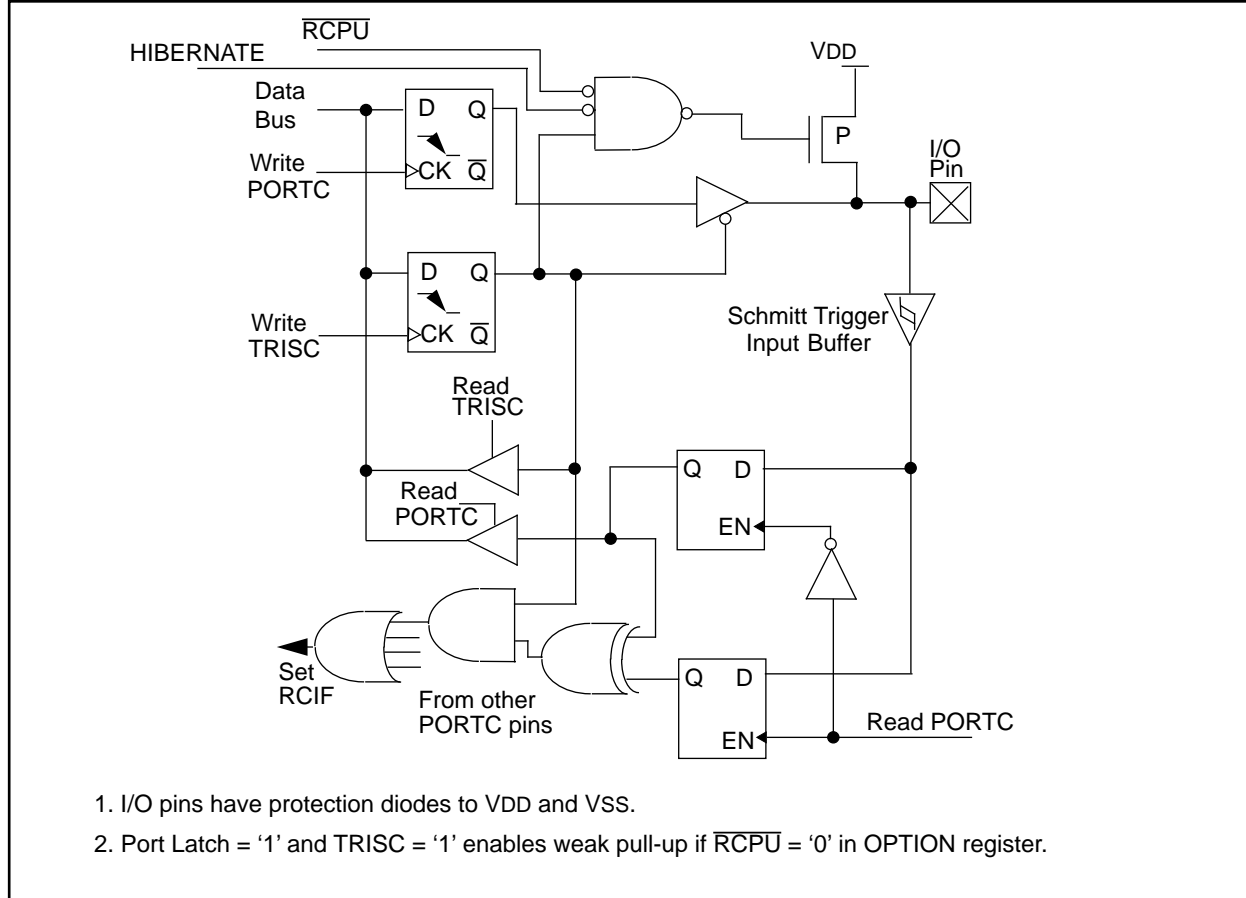 R̅C̅P̅U̅
HIBERNATE
VDD
Data
Bus
D Q
CK Q̅
P
I/O
Pin
Write
PORTC
D Q
CK Q̅
Write
TRISC
Schmitt Trigger
Input Buffer
Read
TRISC
Q D
EN
Read
PORTC
Set
RCIF
From other
PORTC pins
Q D
EN
Read PORTC
1. I/O pins have protection diodes to VDD and VSS.
2. Port Latch = ‘1’ and TRISC = ‘1’ enables weak pull-up if R̅C̅P̅U̅ = ‘0’ in OPTION register.